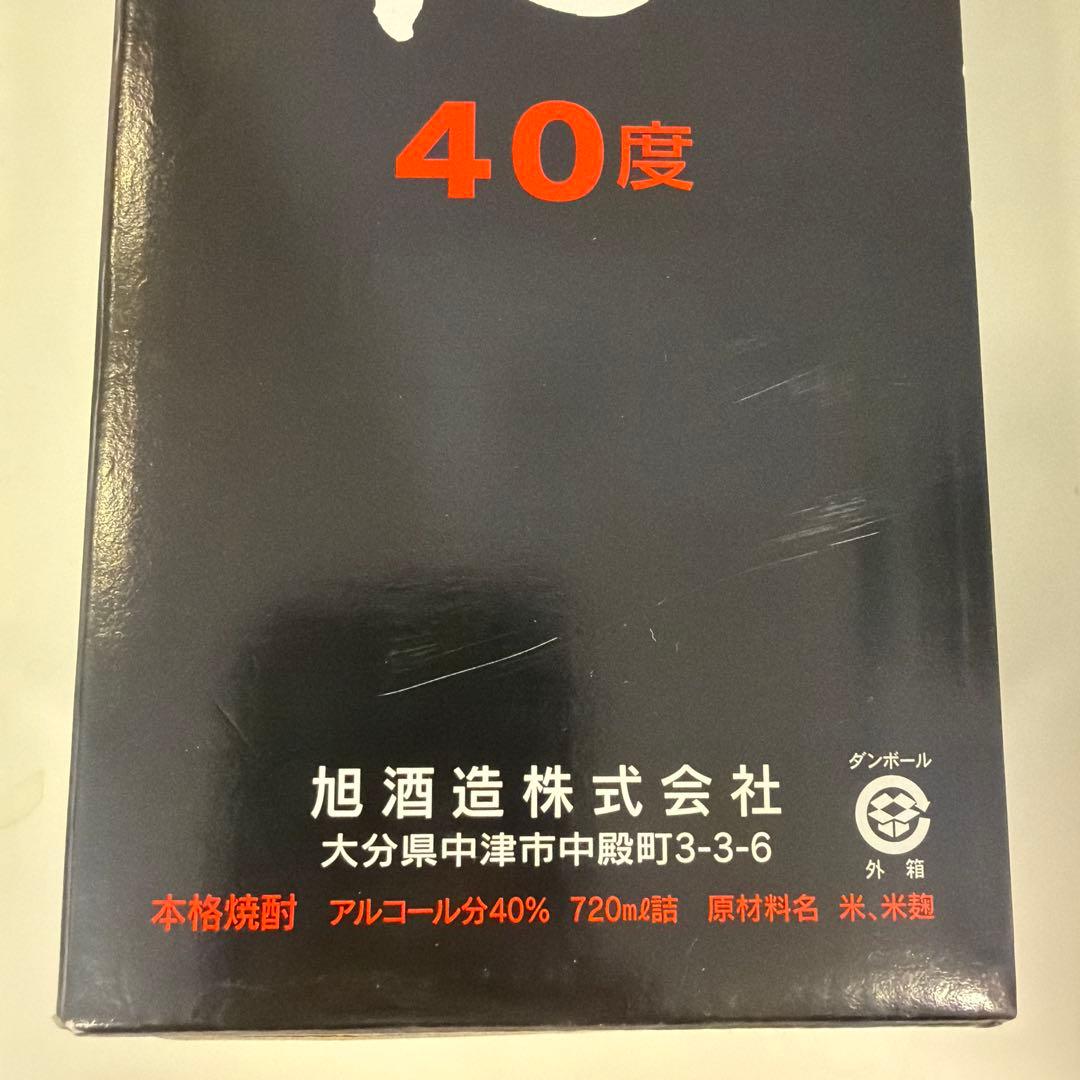 40度
旭酒造株式会社
大分県中津市中殿町3-3-6
ダンボール
外箱
本格焼酎 アルコール分40% 720mℓ詰 原材料名 米、米麹